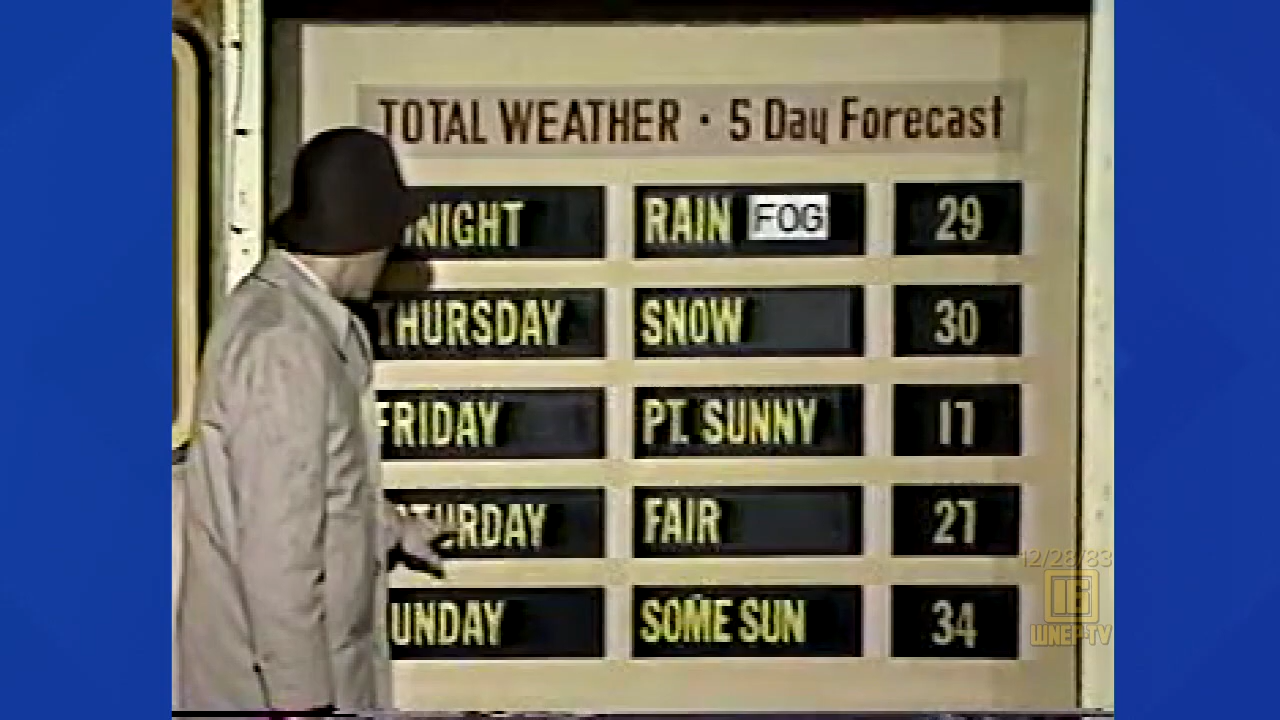 TOTAL WEATHER · 5 Day Forecast
NIGHT RAIN FOG 29
THURSDAY SNOW 30
FRIDAY PT. SUNNY 17
ATURDAY FAIR 27
UNDAY SOME SUN 34
12/28/83
16
WNEP-TV